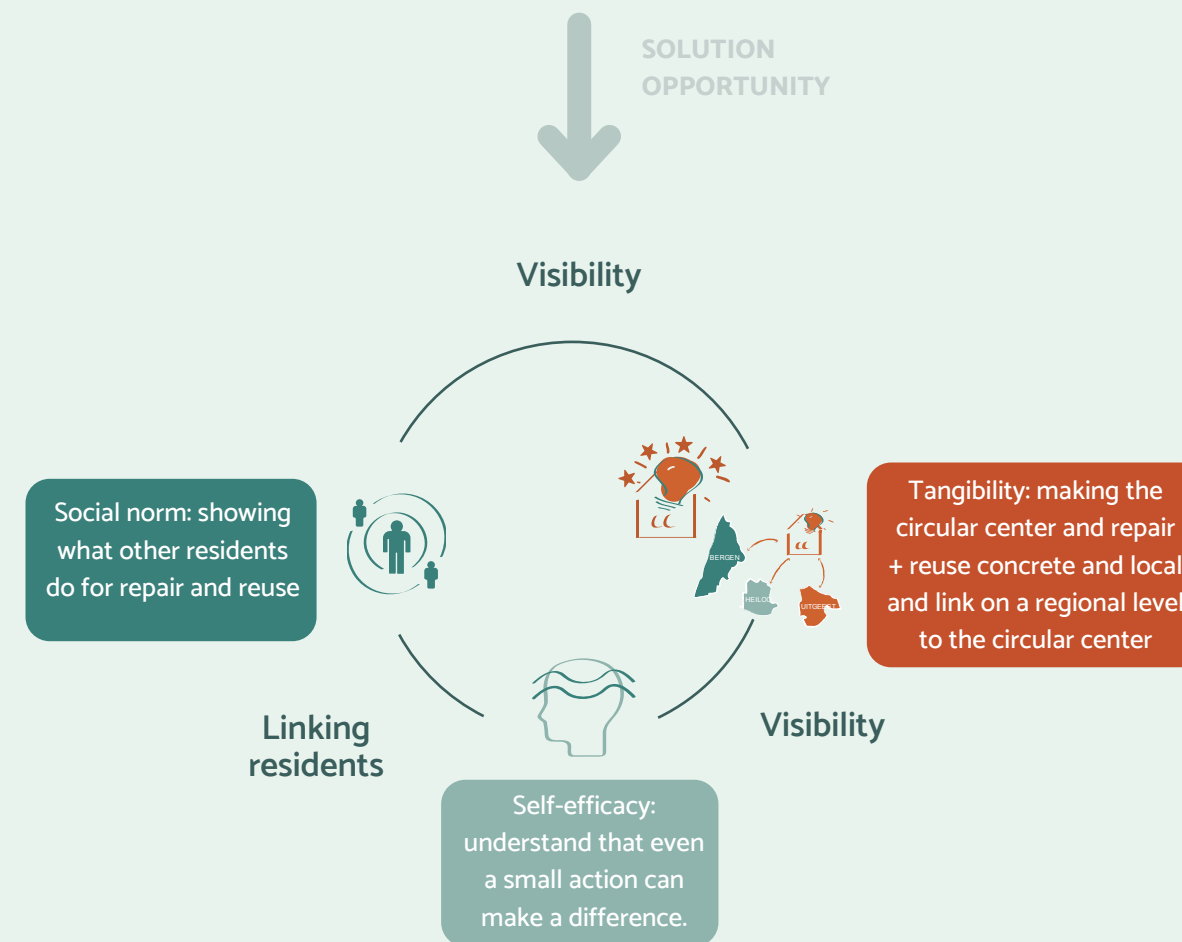 SOLUTION
OPPORTUNITY
Visibility
Social norm: showing
what other residents
do for repair and reuse
cc
BERGEN
cc
HEILOO
UITGEEST
Tangibility: making the
circular center and repair
+ reuse concrete and local
and link on a regional level
to the circular center
Linking
residents
Visibility
Self-efficacy:
understand that even
a small action can
make a difference.